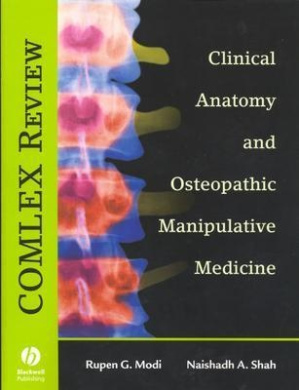 COMLEX REVIEW
Clinical
Anatomy
and
Osteopathic
Manipulative
Medicine
Blackwell
Publishing
Rupen G. Modi
Naishadh A. Shah